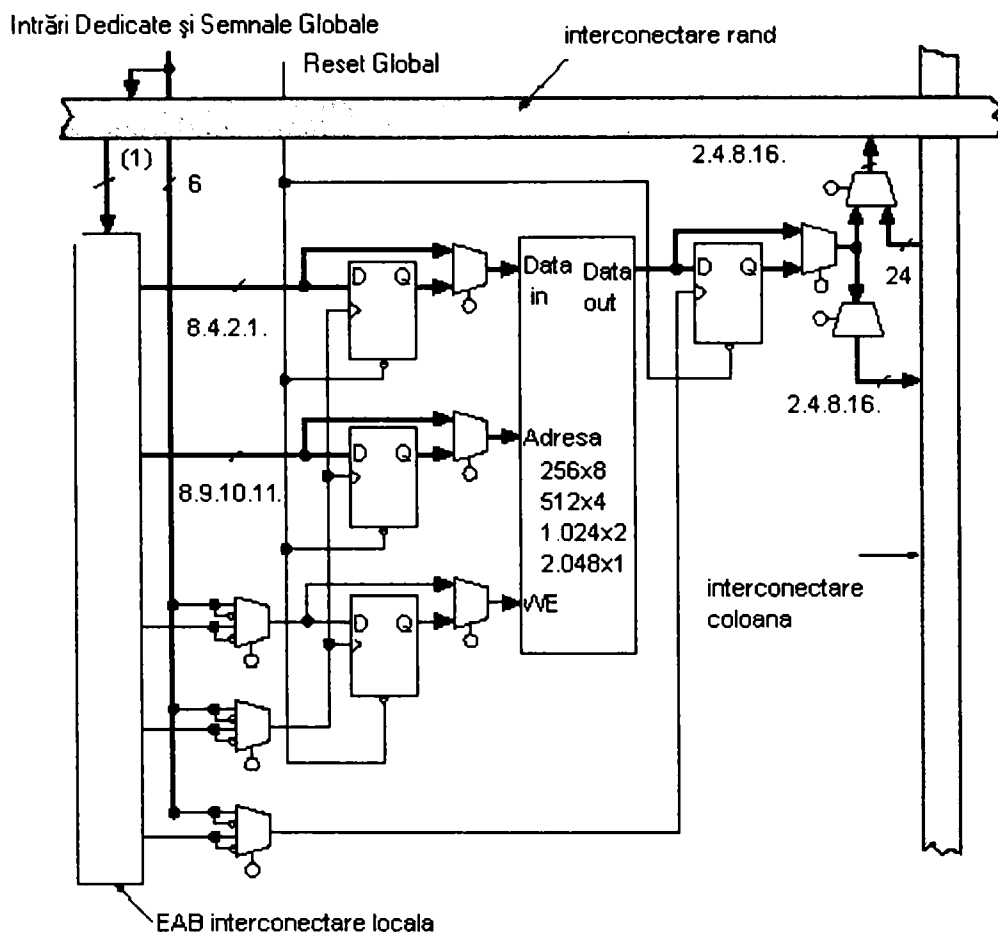 Intrări Dedicate şi Semnale Globale
Reset Global
interconectare rand
(1)
6
2.4.8.16.
24
8.4.2.1.
D Q
Data in
Data out
D Q
2.4.8.16.
8.9.10.11.
D Q
Adresa
256x8
512x4
1.024x2
2.048x1
D Q
WE
interconectare
coloana
EAB interconectare locala